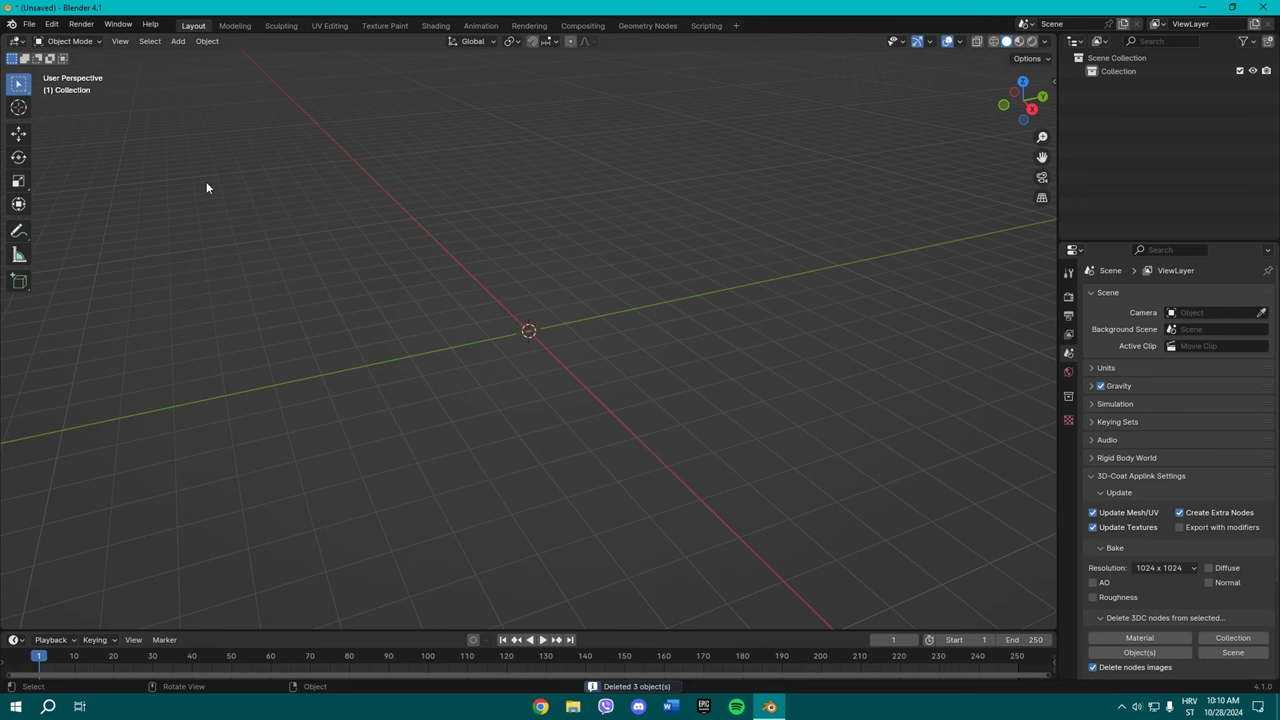 * (Unsaved) - Blender 4.1
File Edit Render Window Help Layout Modeling Sculpting UV Editing Texture Paint Shading Animation Rendering Compositing Geometry Nodes Scripting + Scene ViewLayer
Object Mode View Select Add Object Global Search
Options
User Perspective
(1) Collection
Scene Collection
Collection
Z
Y
X
Search
Scene ViewLayer
Scene
Camera Object
Background Scene Scene
Active Clip Movie Clip
Units
Gravity
Simulation
Keying Sets
Audio
Rigid Body World
3D-Coat Applink Settings
Update
Update Mesh/UV Create Extra Nodes
Update Textures Export with modifiers
Bake
Resolution: 1024 x 1024 Diffuse
AO Normal
Roughness
Delete 3DC nodes from selected...
Material Collection
Object(s) Scene
Delete nodes images
Playback Keying View Marker 1 Start 1 End 250
1 10 20 30 40 50 60 70 80 90 100 110 120 130 140 150 160 170 180 190 200 210 220 230 240 250
Select Rotate View Object Deleted 3 object(s) 4.1.0
W EPIC GAMES HRV 10:10 AM
ST 10/28/2024